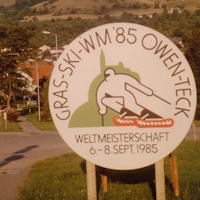 GRAS-SKI-WM '85 OWEN-TECK
WELTMEISTERSCHAFT
6.-8. SEPT. 1985